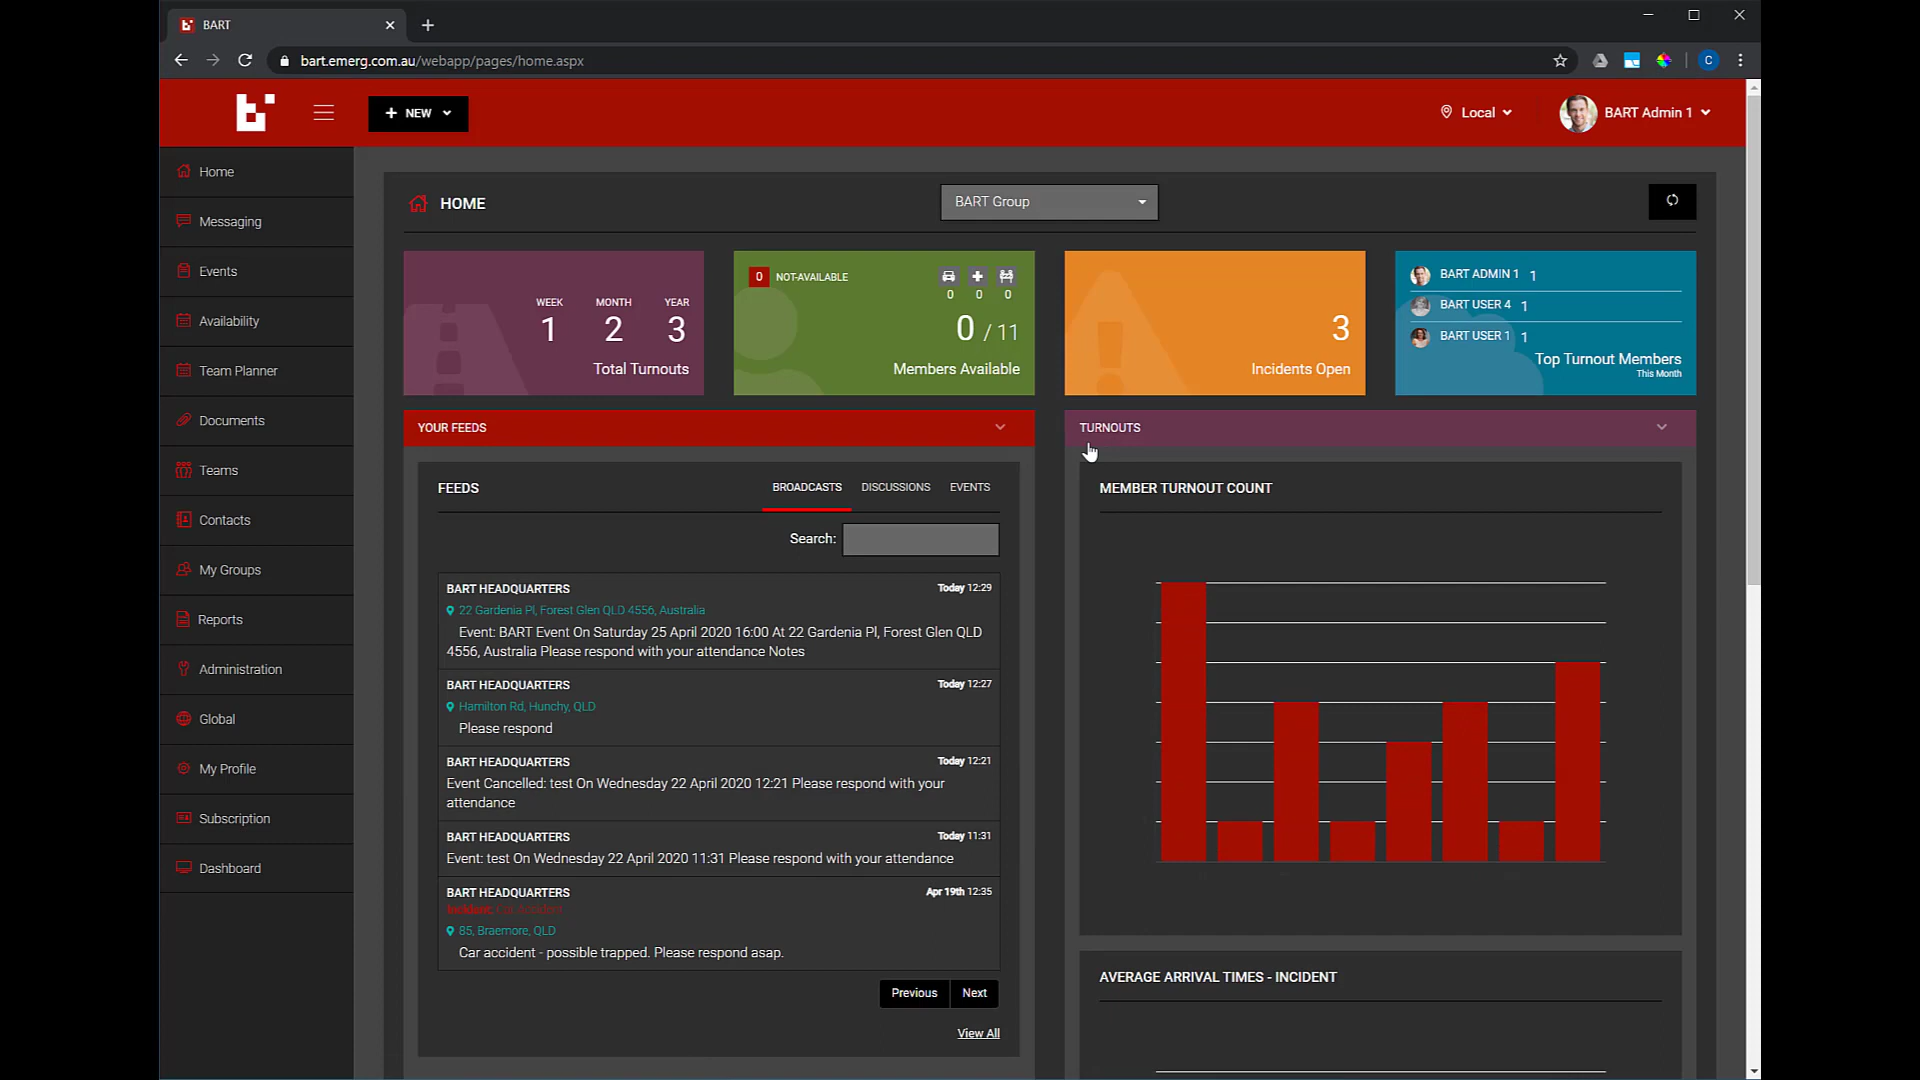 BART
bart.emerg.com.au/webapp/pages/home.aspx
C
NEW
Local
BART Admin 1
Home
Messaging
Events
Availability
Team Planner
Documents
Teams
Contacts
My Groups
Reports
Administration
Global
My Profile
Subscription
Dashboard
HOME
BART Group
WEEK MONTH YEAR
1 2 3
Total Turnouts
0 NOT-AVAILABLE
0 0 0
0 / 11
Members Available
3
Incidents Open
BART ADMIN 1 1
BART USER 4 1
BART USER 1 1
Top Turnout Members
This Month
YOUR FEEDS
FEEDS
BROADCASTS DISCUSSIONS EVENTS
Search:
BART HEADQUARTERS Today 12:29
22 Gardenia Pl, Forest Glen QLD 4556, Australia
Event: BART Event On Saturday 25 April 2020 16:00 At 22 Gardenia Pl, Forest Glen QLD
4556, Australia Please respond with your attendance Notes
BART HEADQUARTERS Today 12:27
Hamilton Rd, Hunchy, QLD
Please respond
BART HEADQUARTERS Today 12:21
Event Cancelled: test On Wednesday 22 April 2020 12:21 Please respond with your
attendance
BART HEADQUARTERS Today 11:31
Event: test On Wednesday 22 April 2020 11:31 Please respond with your attendance
BART HEADQUARTERS Apr 19th 12:35
Incident: Car Accident
85, Braemore, QLD
Car accident - possible trapped. Please respond asap.
Previous Next
View All
TURNOUTS
MEMBER TURNOUT COUNT
AVERAGE ARRIVAL TIMES - INCIDENT